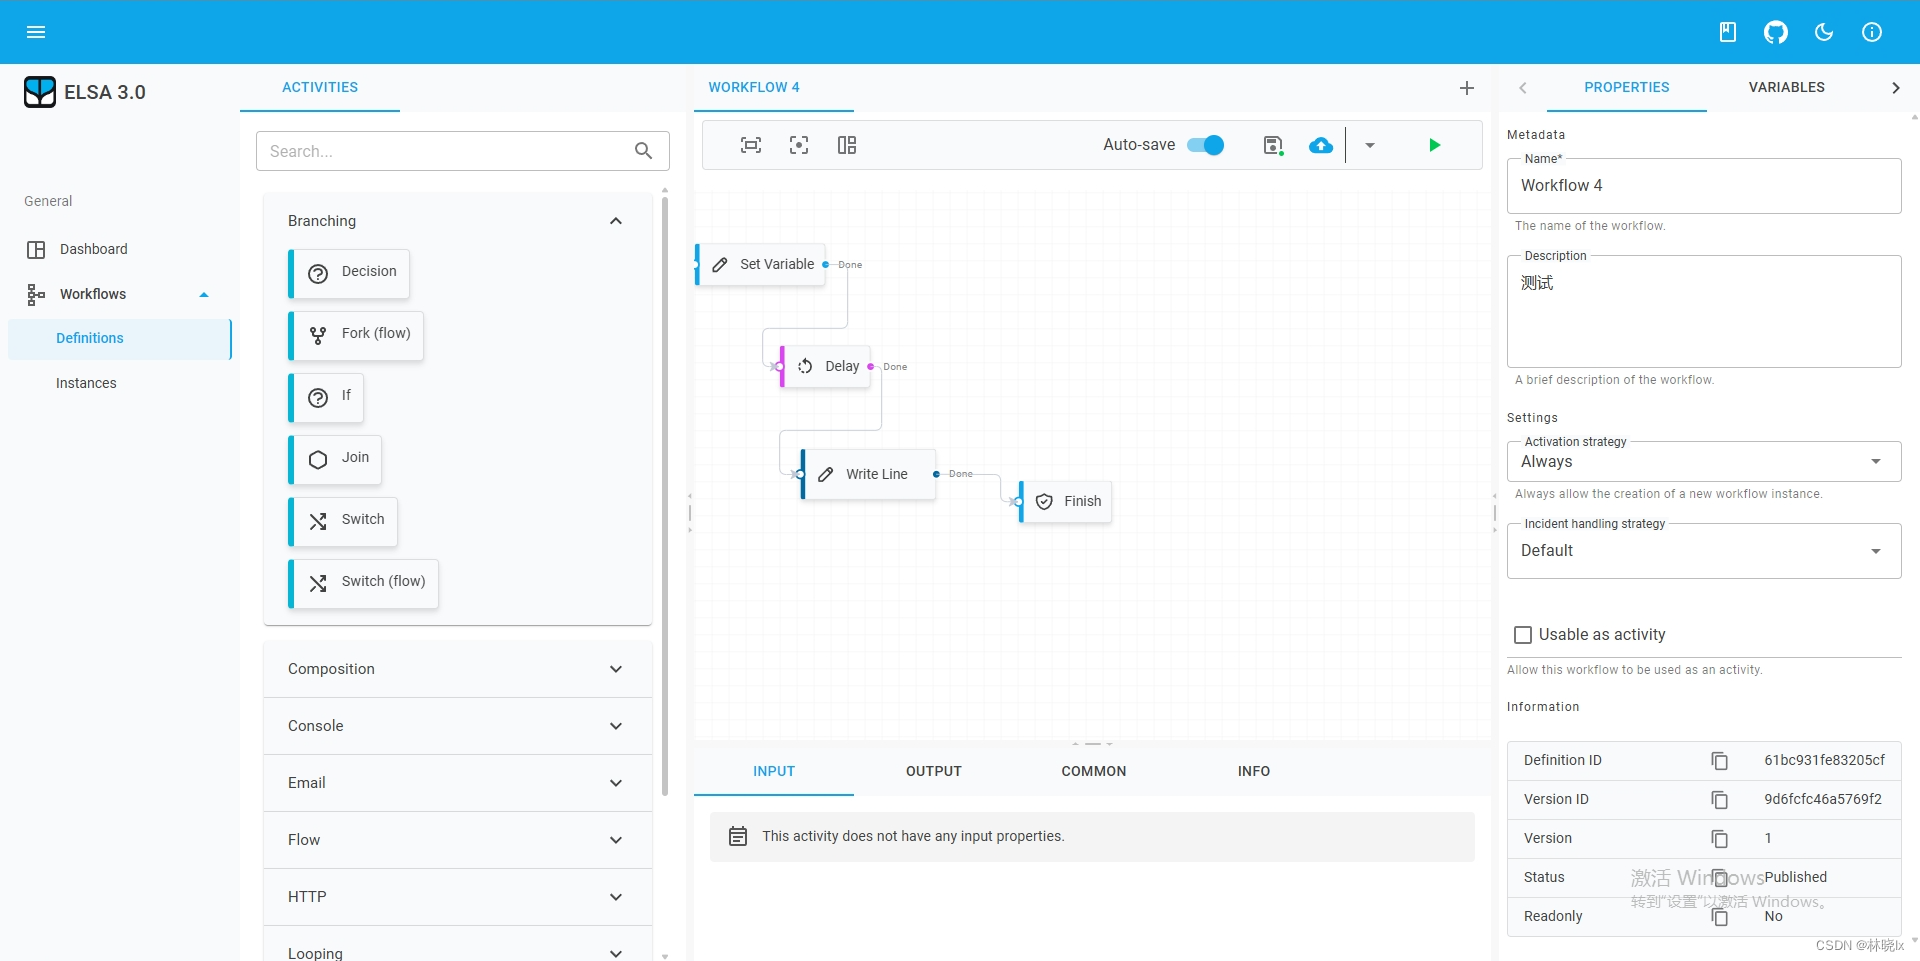 ELSA 3.0
General
Dashboard
Workflows
Definitions
Instances
ACTIVITIES
Search...
Branching
Decision
Fork (flow)
If
Join
Switch
Switch (flow)
Composition
Console
Email
Flow
HTTP
Looping
WORKFLOW 4
Auto-save
Set Variable
Done
Delay
Done
Write Line
Done
Finish
INPUT
OUTPUT
COMMON
INFO
This activity does not have any input properties.
PROPERTIES
VARIABLES
Metadata
Name*
Workflow 4
The name of the workflow.
Description
测试
A brief description of the workflow.
Settings
Activation strategy
Always
Always allow the creation of a new workflow instance.
Incident handling strategy
Default
Usable as activity
Allow this workflow to be used as an activity.
Information
Definition ID 61bc931fe83205cf
Version ID 9d6fcfc46a5769f2
Version 1
Status Published
Readonly No
激活 Windows
转到“设置”以激活 Windows。
CSDN @林晓lx